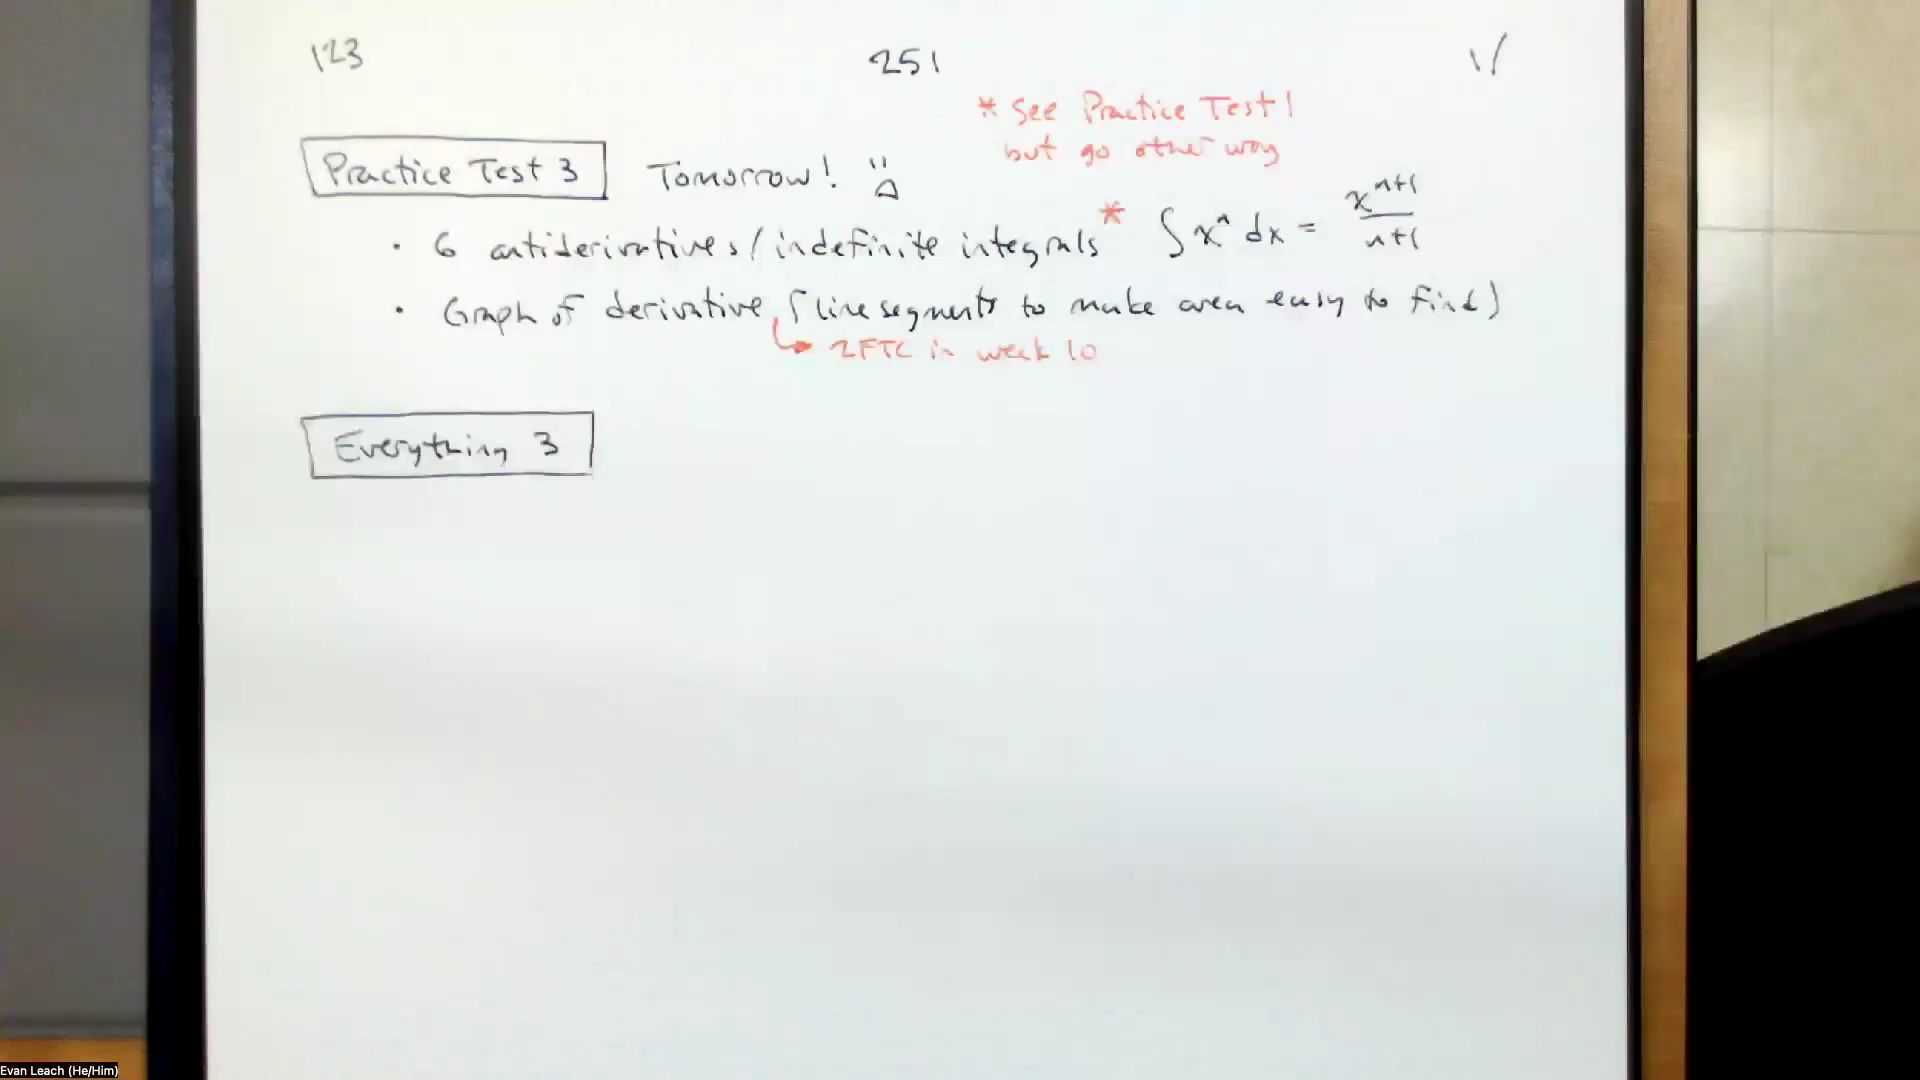 123
251
1/
* See Practice Test 1
but go other way
Practice Test 3 Tomorrow!
· 6 antiderivatives / indefinite integrals * ∫ xⁿ dx = xⁿ⁺¹/n+1
· Graph of derivative (line segments to make area easy to find)
↳ 2FTC in week 10
Everything 3
Evan Leach (He/Him)